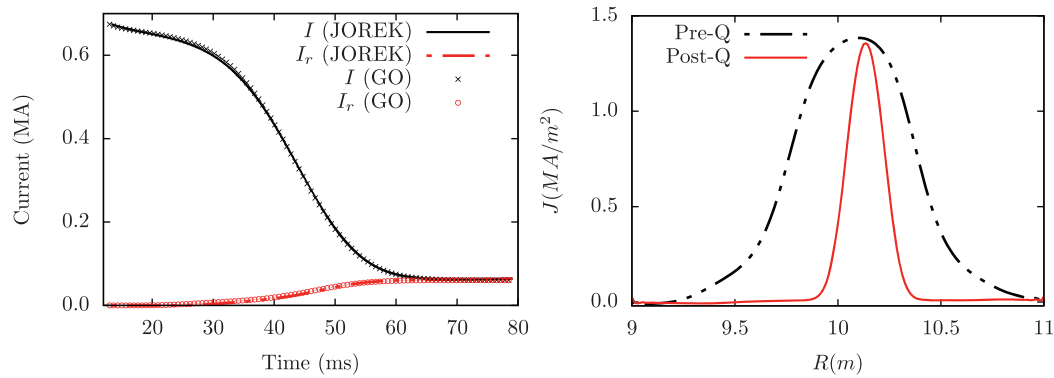 I (JOREK)
I_r (JOREK)
I (GO)
I_r (GO)
Current (MA)
0.6
0.4
0.2
0.0
20 30 40 50 60 70 80
Time (ms)
Pre-Q
Post-Q
J(MA/m²)
1.5
1.0
0.5
0.0
9 9.5 10 10.5 11
R(m)